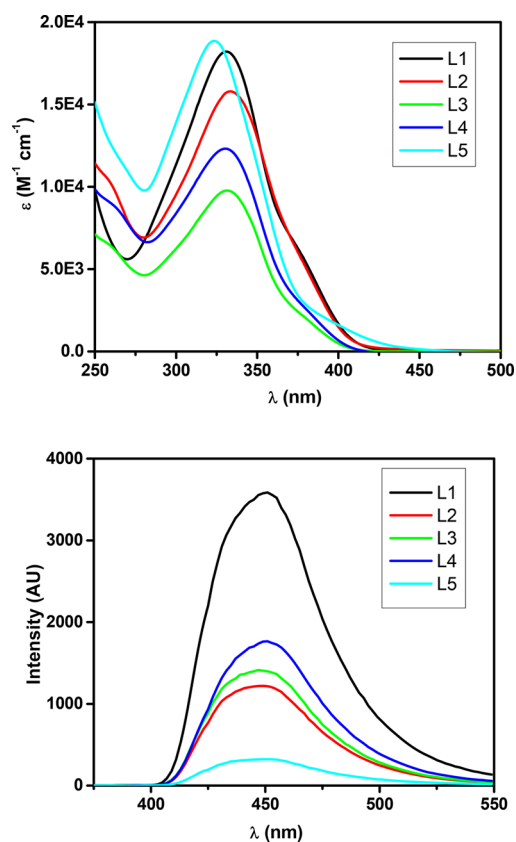 2.0E4
1.5E4
1.0E4
5.0E3
0.0
ε (M⁻¹ cm⁻¹)
L1
L2
L3
L4
L5
250 300 350 400 450 500
λ (nm)
4000
3000
2000
1000
0
Intensity (AU)
L1
L2
L3
L4
L5
400 450 500 550
λ (nm)